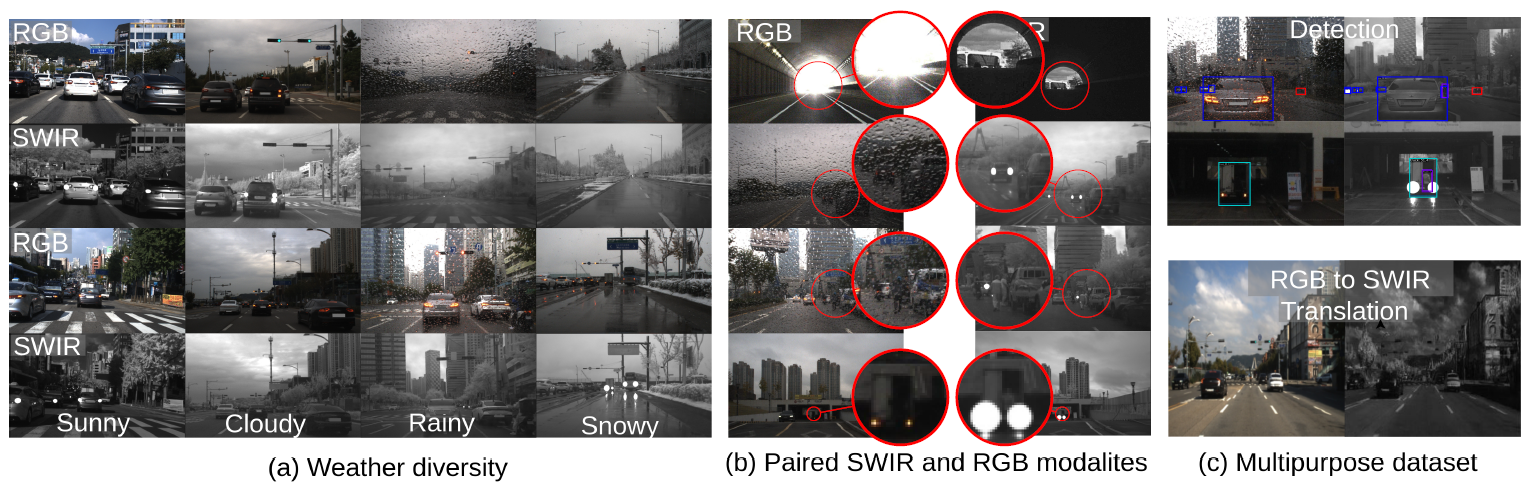 RGB
SWIR
RGB
SWIR
Sunny
Cloudy
Rainy
Snowy
(a) Weather diversity
RGB
R
(b) Paired SWIR and RGB modalites
Detection
RGB to SWIR
Translation
(c) Multipurpose dataset